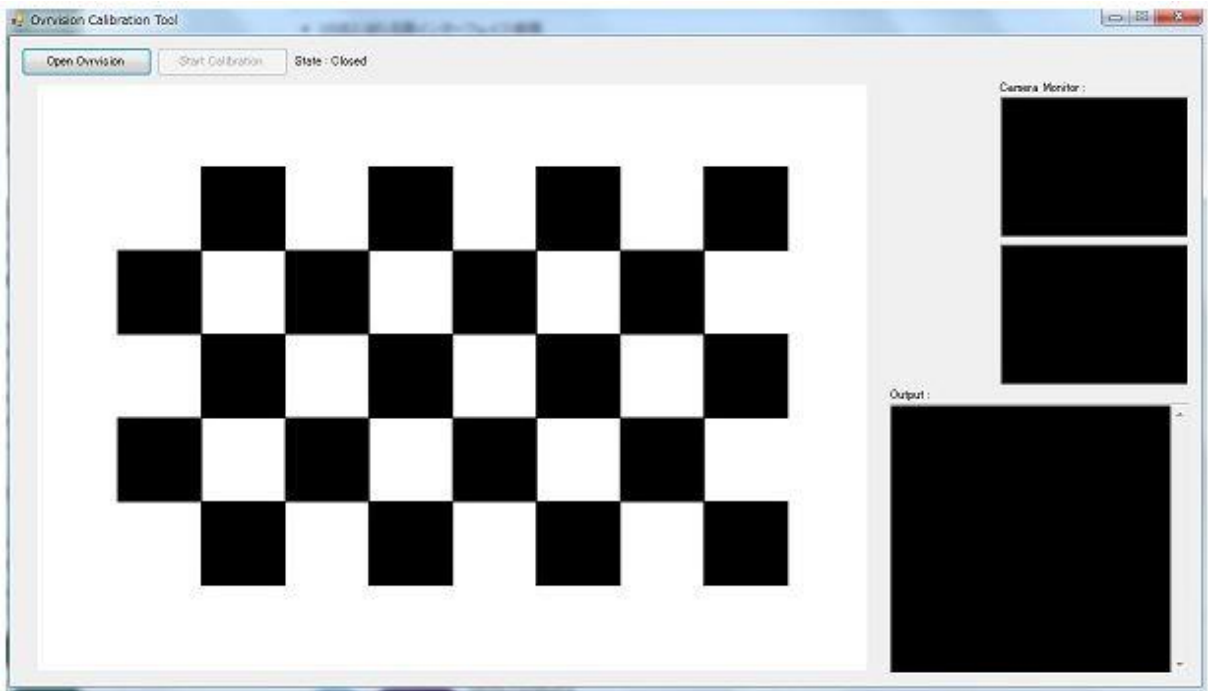 Ovrvision Calibration Tool
Open Ovrvision
Start Calibration
State : Closed
Camera Monitor :
Output :